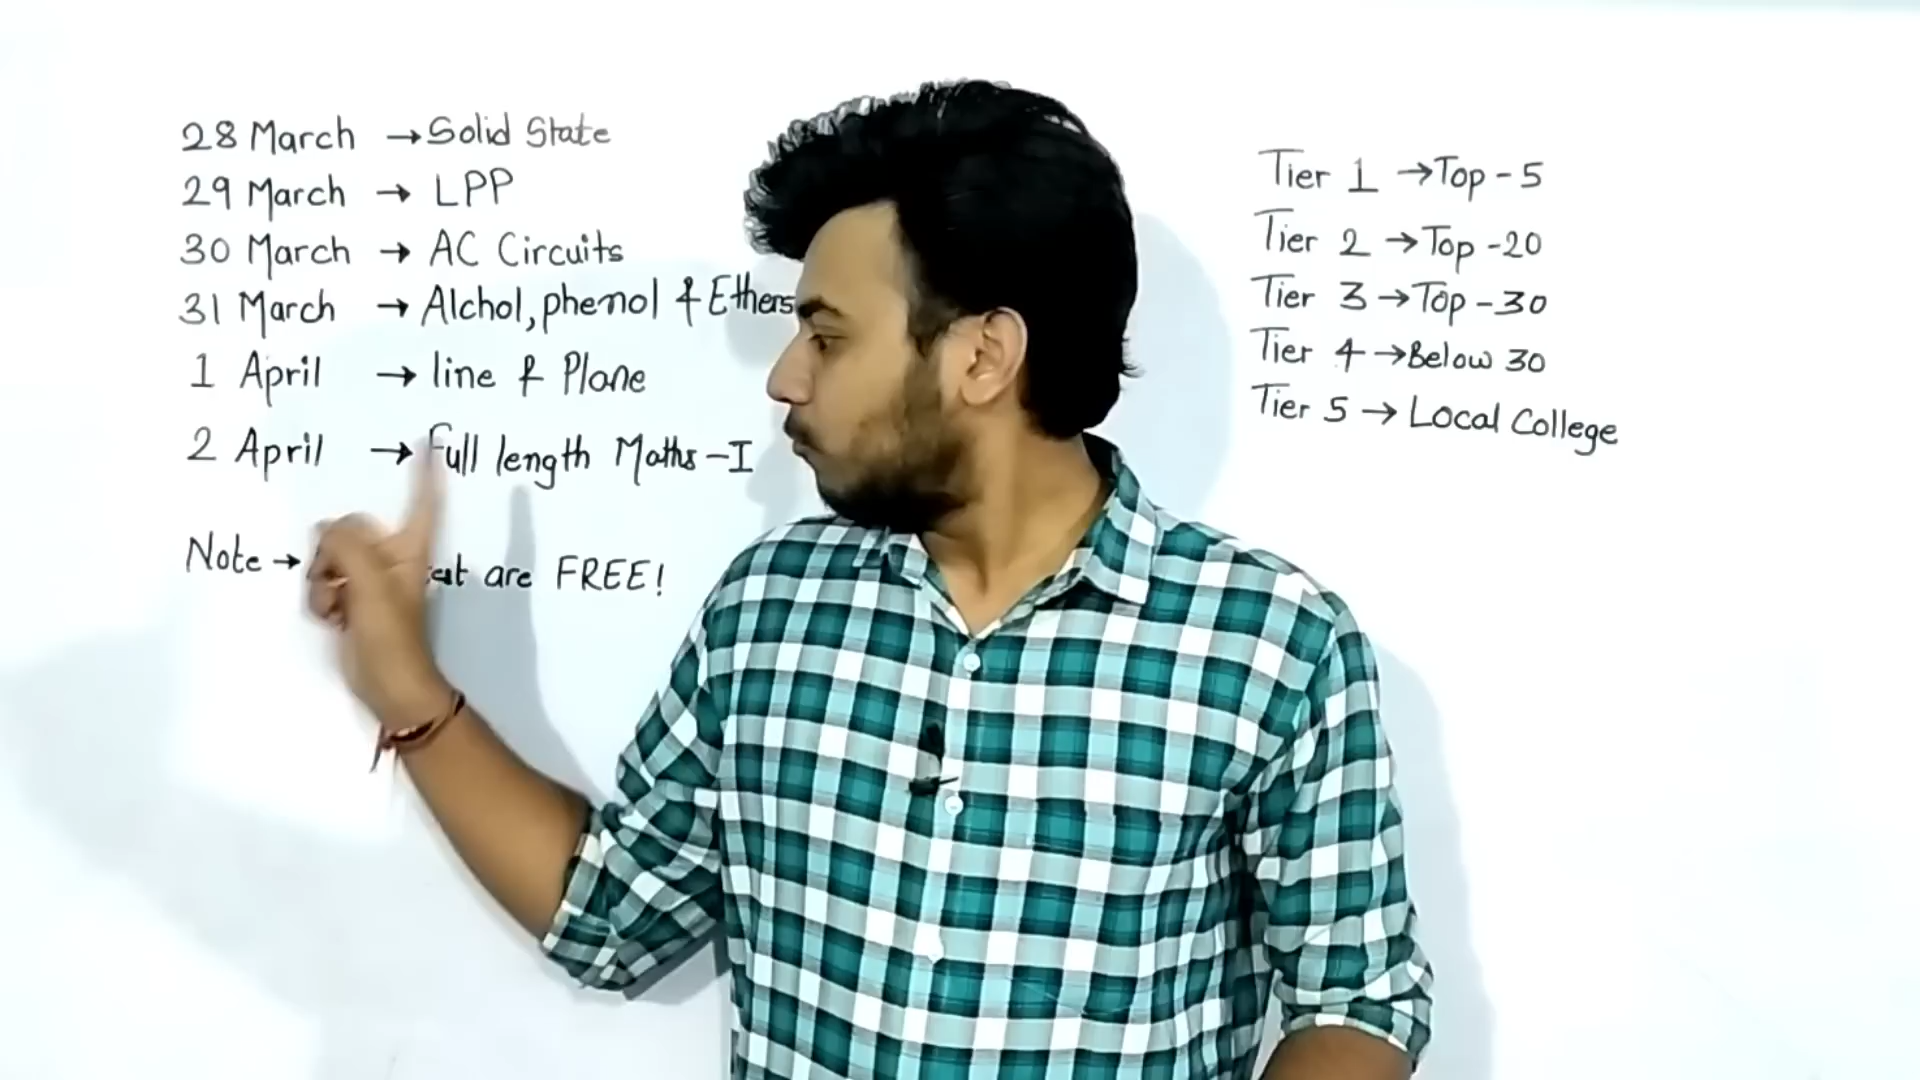 28 March → Solid State
29 March → LPP
30 March → AC Circuits
31 March → Alchol, phenol & Ethers
1 April → line & Plane
2 April → Full length Maths-I
Note → are FREE!
Tier 1 → Top-5
Tier 2 → Top-20
Tier 3 → Top-30
Tier 4 → Below 30
Tier 5 → Local College